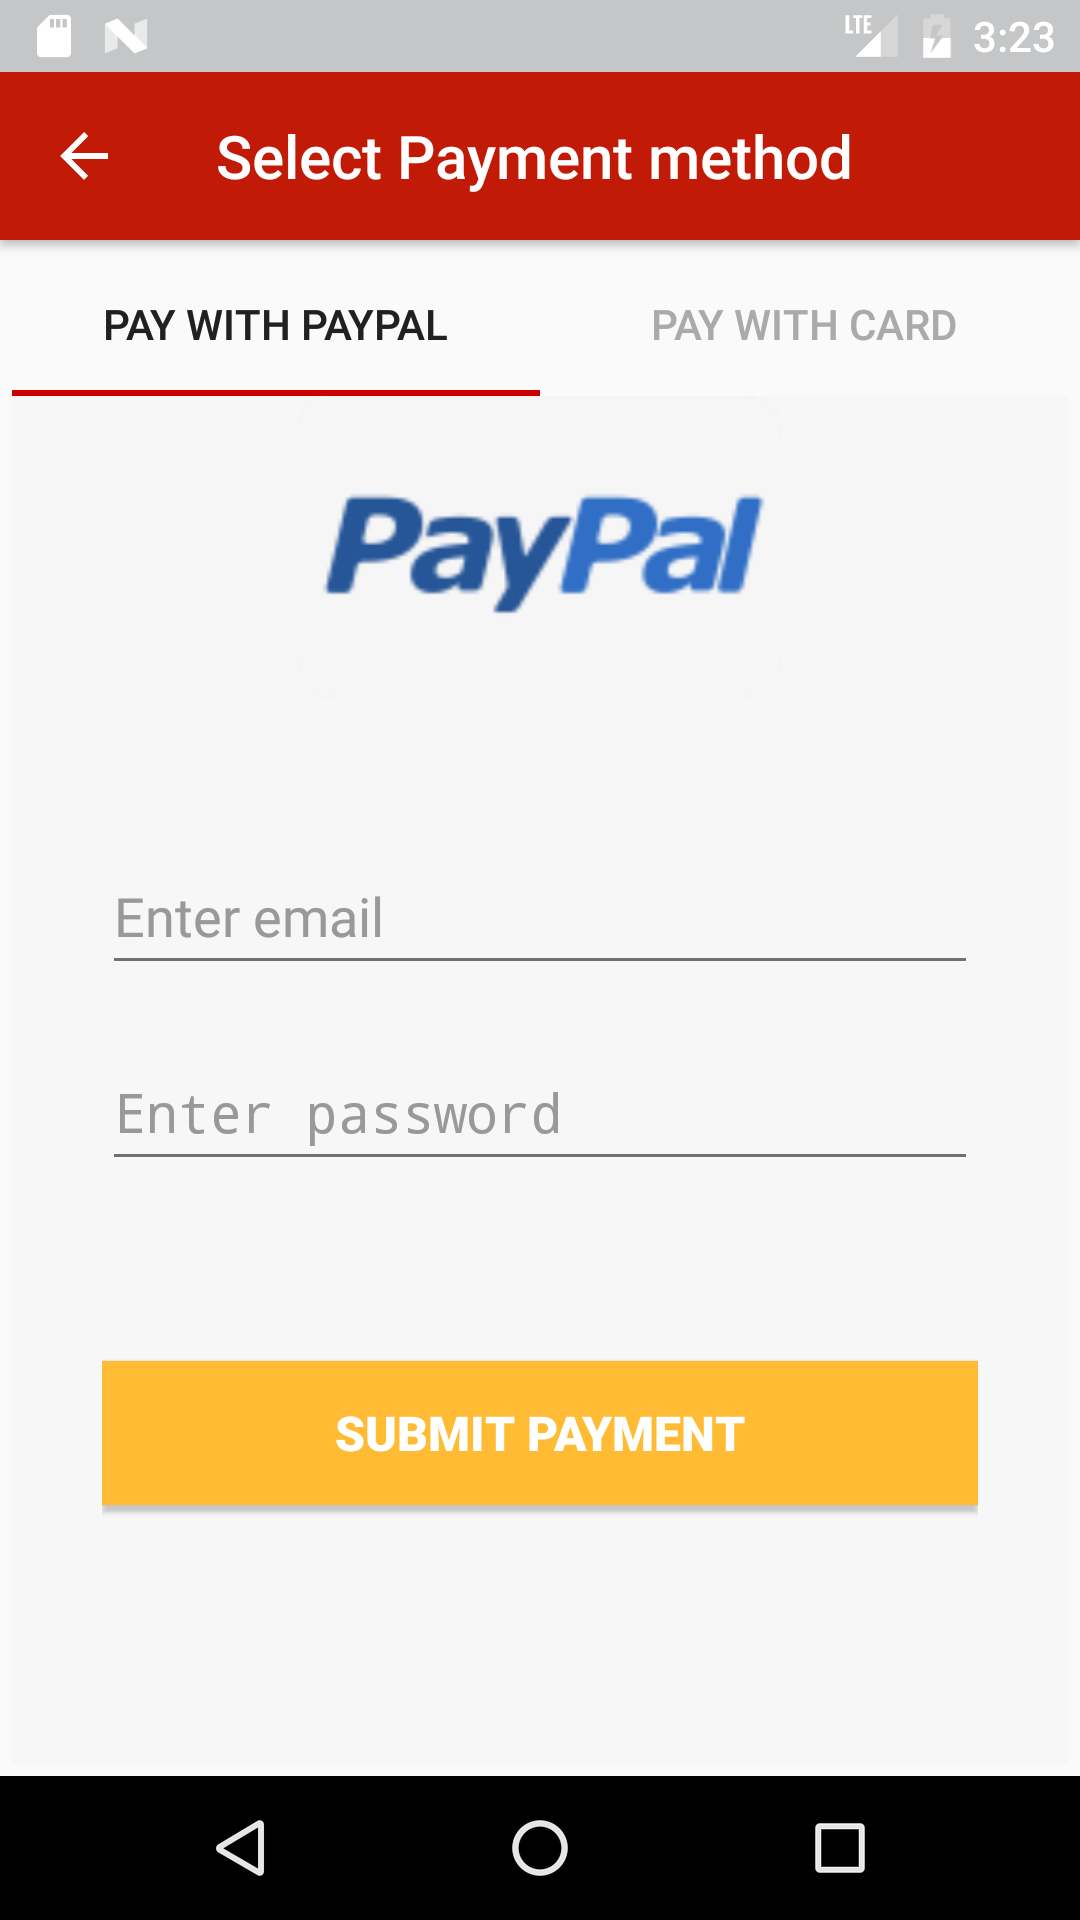 LTE 3:23
Select Payment method
PAY WITH PAYPAL PAY WITH CARD
PayPal
Enter email
Enter password
SUBMIT PAYMENT